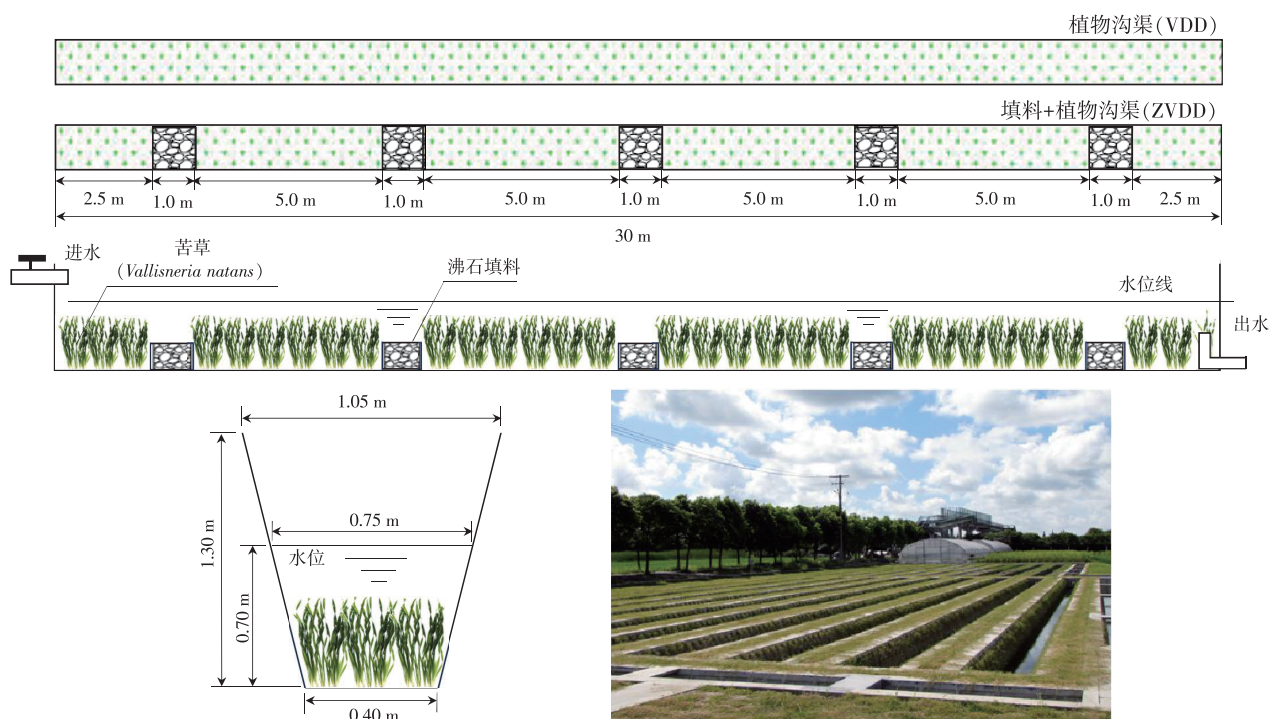 植物沟渠(VDD)
填料+植物沟渠(ZVDD)
2.5 m 1.0 m 5.0 m 1.0 m 5.0 m 1.0 m 5.0 m 1.0 m 5.0 m 1.0 m 2.5 m
30 m
进水
苦草
(Vallisneria natans)
沸石填料
水位线
出水
1.05 m
0.75 m
水位
1.30 m
0.70 m
0.40 m